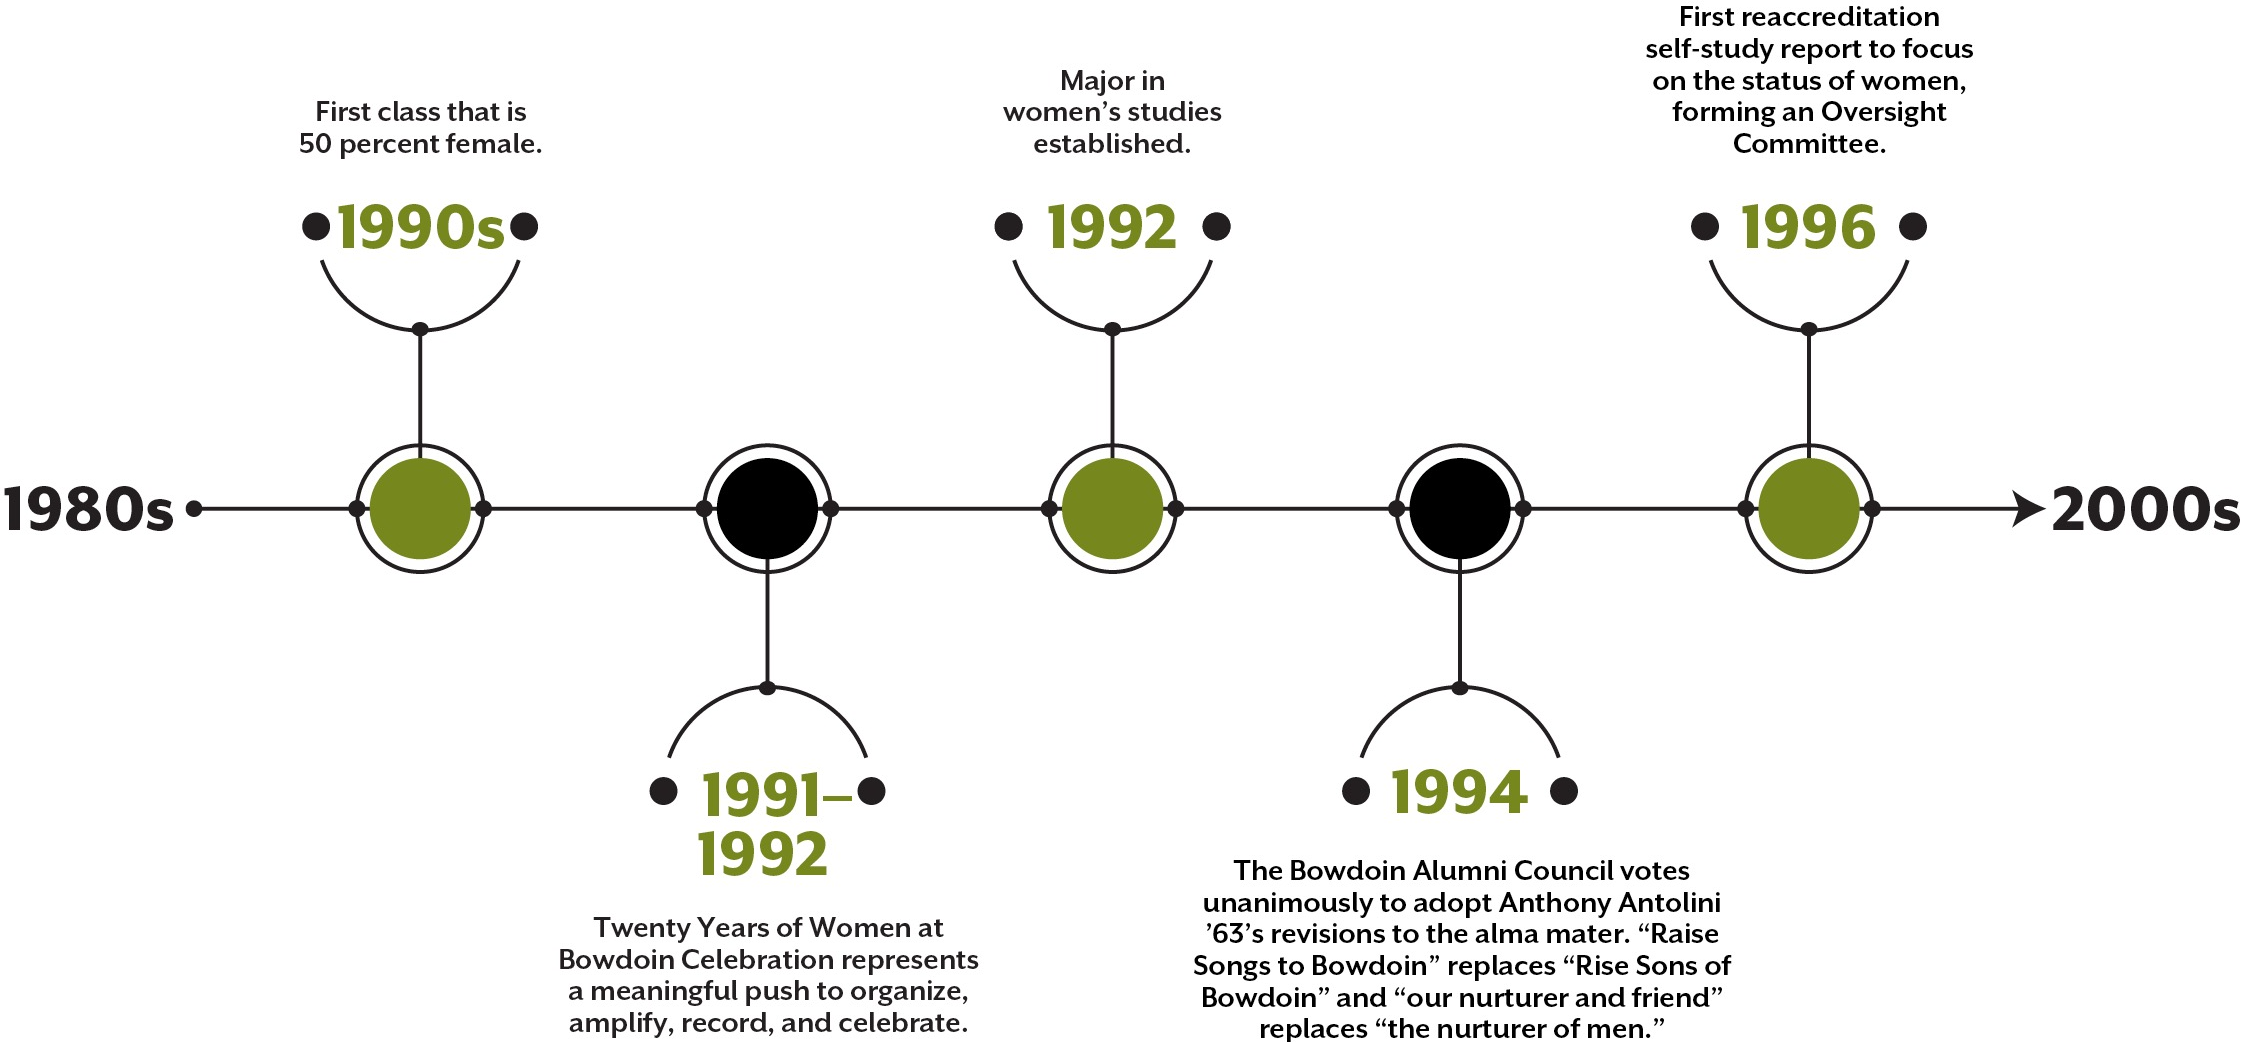 1980s
First class that is
50 percent female.
1990s
1991–
1992
Twenty Years of Women at
Bowdoin Celebration represents
a meaningful push to organize,
amplify, record, and celebrate.
Major in
women’s studies
established.
1992
1994
The Bowdoin Alumni Council votes
unanimously to adopt Anthony Antolini
’63’s revisions to the alma mater. “Raise
Songs to Bowdoin” replaces “Rise Sons of
Bowdoin” and “our nurturer and friend”
replaces “the nurturer of men.”
First reaccreditation
self-study report to focus
on the status of women,
forming an Oversight
Committee.
1996
2000s